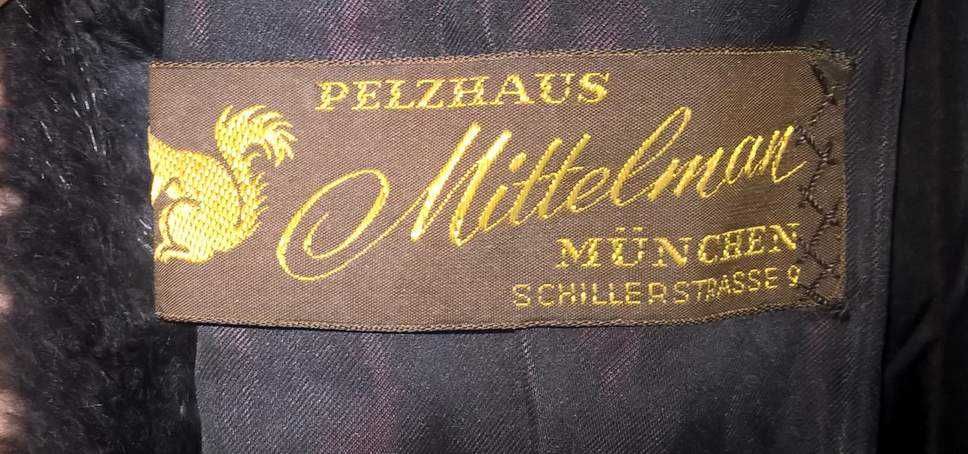 PELZHAUS
Mittelman
MÜNCHEN
SCHILLERSTRASSE 9